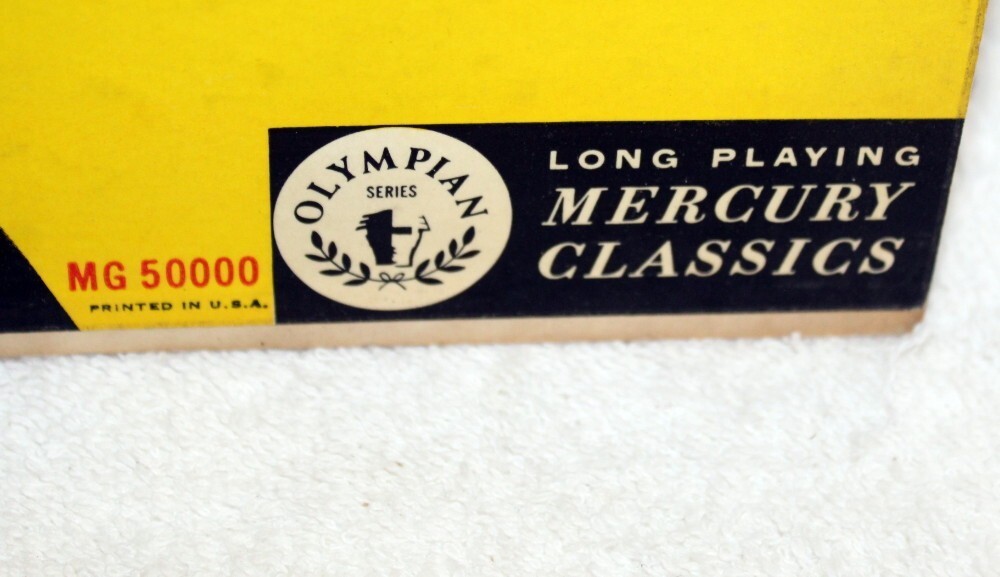 MG 50000
PRINTED IN U.S.A.
OLYMPIAN
SERIES
LONG PLAYING
MERCURY
CLASSICS